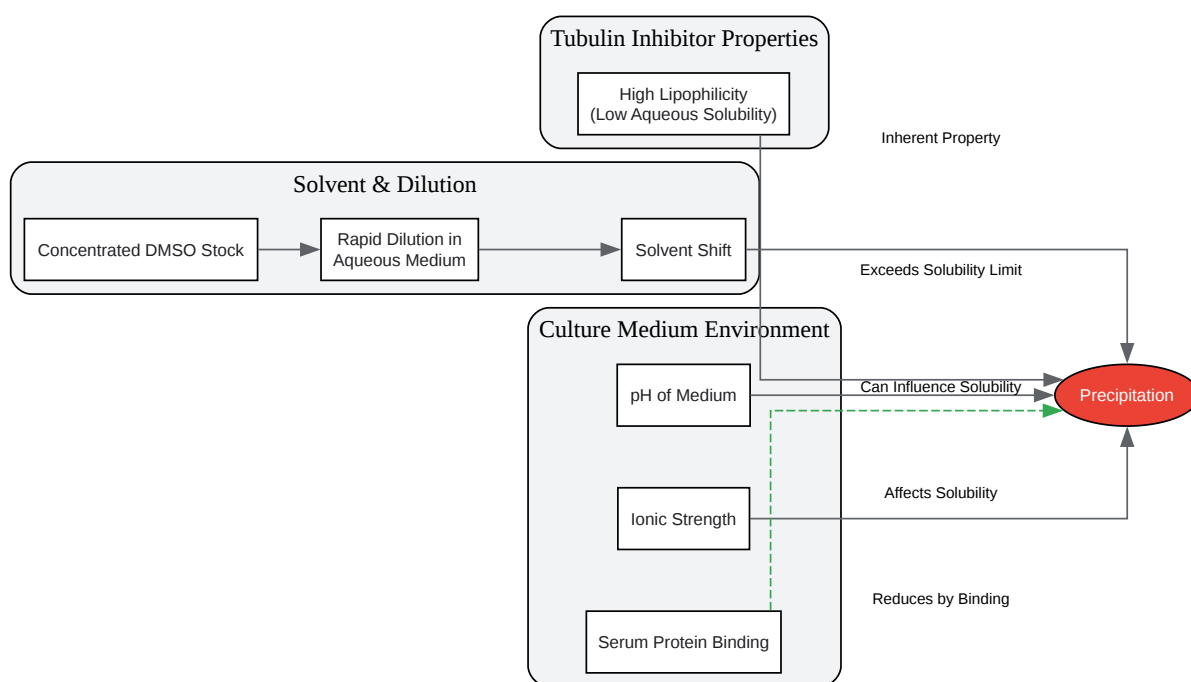 Tubulin Inhibitor Properties
High Lipophilicity
(Low Aqueous Solubility)
Inherent Property
Solvent & Dilution
Concentrated DMSO Stock
Rapid Dilution in
Aqueous Medium
Solvent Shift
Exceeds Solubility Limit
Culture Medium Environment
pH of Medium
Can Influence Solubility
Precipitation
Ionic Strength
Affects Solubility
Reduces by Binding
Serum Protein Binding